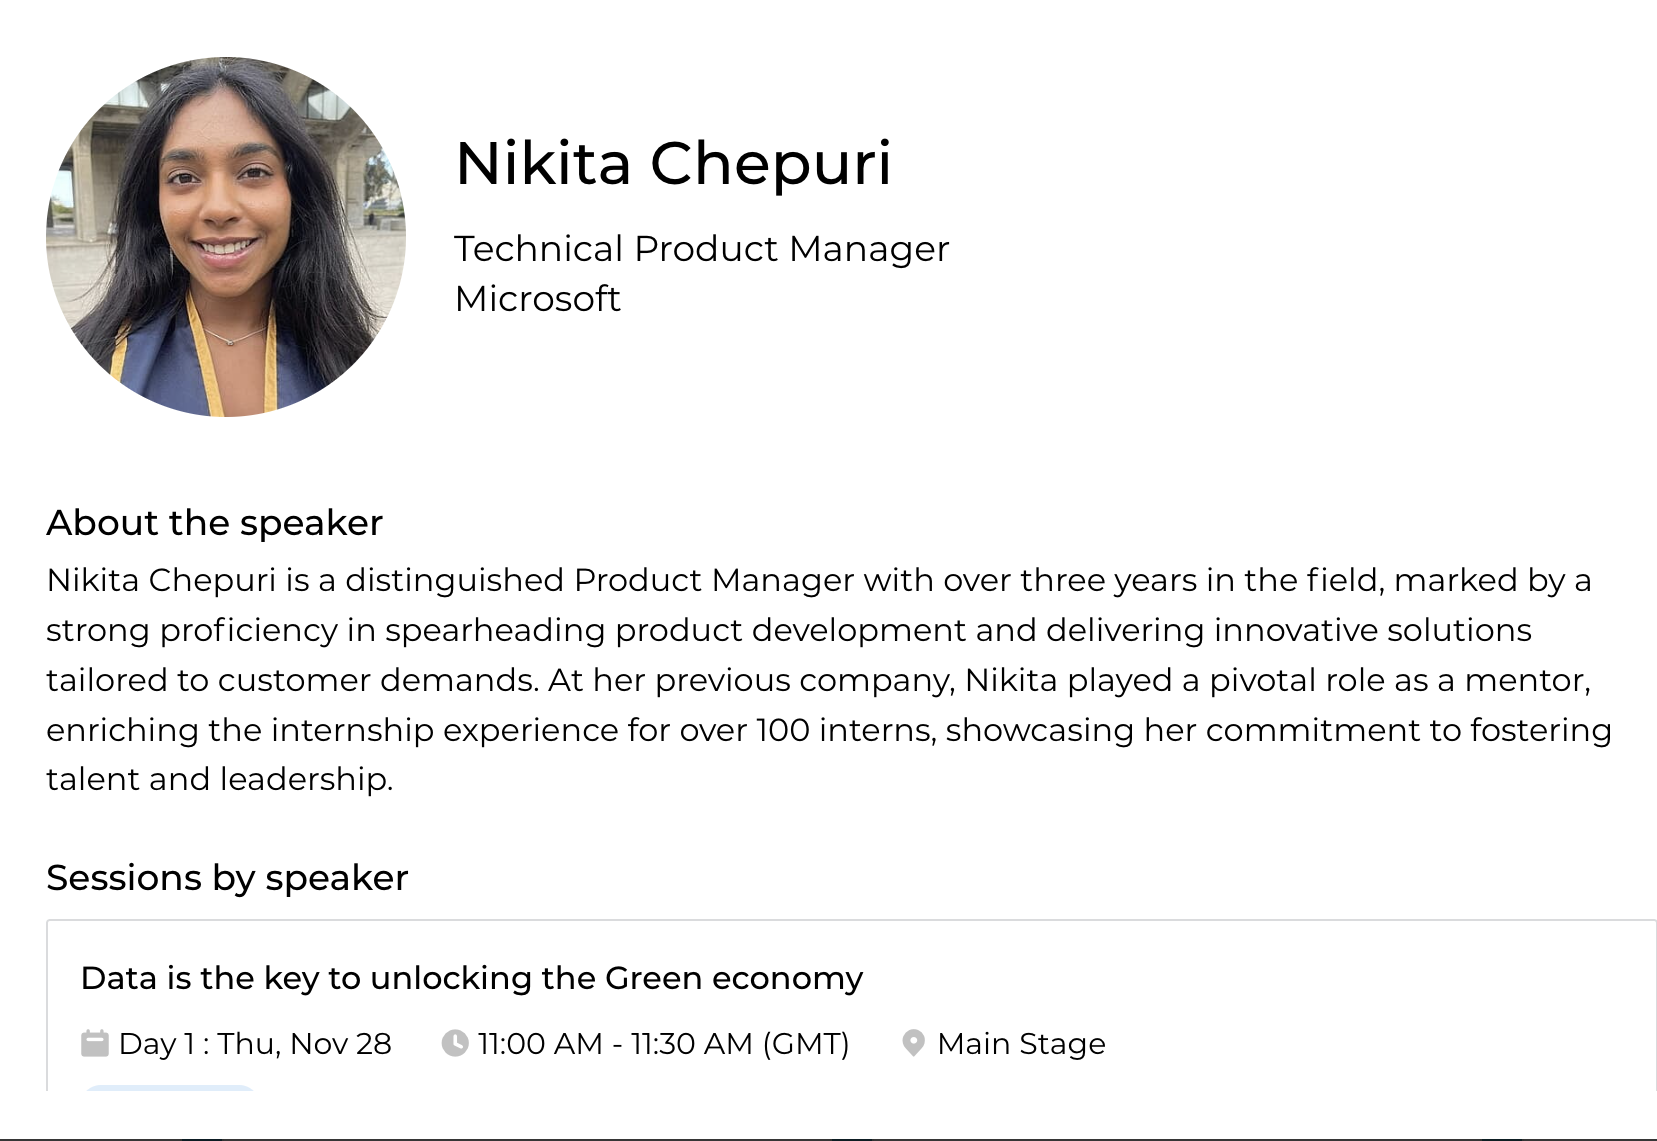 Nikita Chepuri
Technical Product Manager
Microsoft
About the speaker
Nikita Chepuri is a distinguished Product Manager with over three years in the field, marked by a
strong proficiency in spearheading product development and delivering innovative solutions
tailored to customer demands. At her previous company, Nikita played a pivotal role as a mentor,
enriching the internship experience for over 100 interns, showcasing her commitment to fostering
talent and leadership.
Sessions by speaker
Data is the key to unlocking the Green economy
Day 1 : Thu, Nov 28 11:00 AM - 11:30 AM (GMT) Main Stage